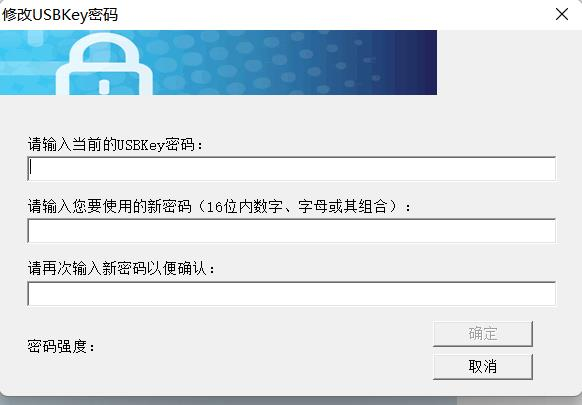 修改USBKey密码
请输入当前的USBKey密码：
请输入您要使用的新密码（16位内数字、字母或其组合）：
请再次输入新密码以便确认：
确定
密码强度：
取消